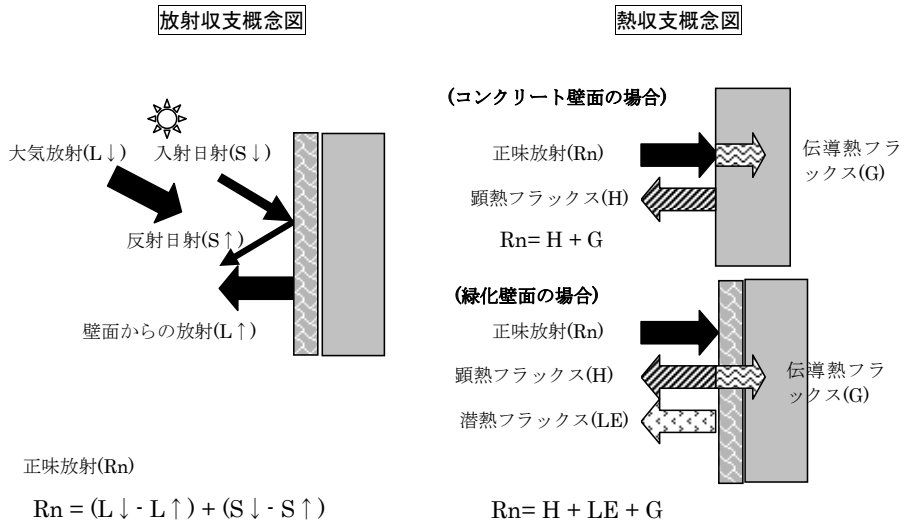 放射収支概念図
大気放射(L↓)
入射日射(S↓)
反射日射(S↑)
壁面からの放射(L↑)
正味放射(Rn)
Rn = (L↓- L↑) + (S↓- S↑)
熱収支概念図
(コンクリート壁面の場合)
正味放射(Rn)
伝導熱フラ
ックス(G)
顕熱フラックス(H)
Rn= H + G
(緑化壁面の場合)
正味放射(Rn)
顕熱フラックス(H)
伝導熱フラ
ックス(G)
潜熱フラックス(LE)
Rn= H + LE + G